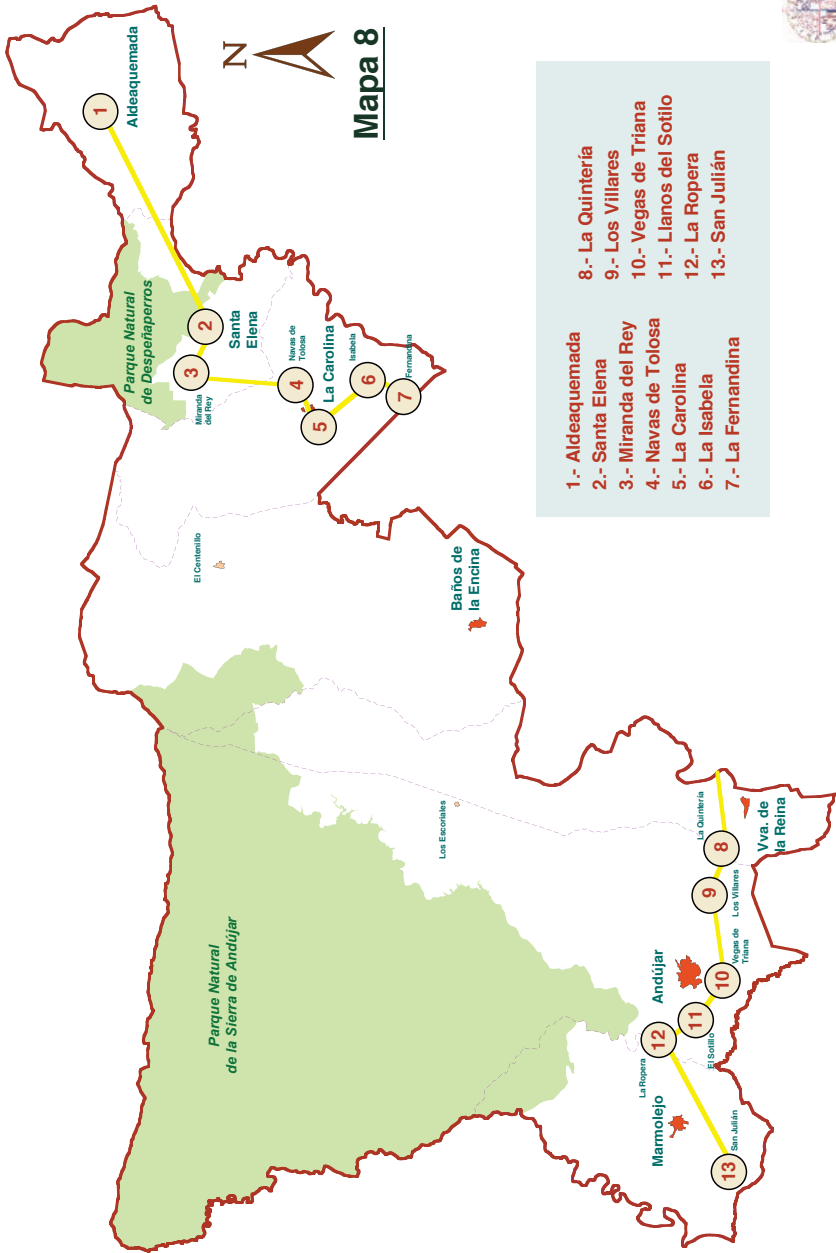 N
Mapa 8
1
Aldeaquemada
Parque Natural
de Despeñaperros
2
Santa
Elena
3
Miranda
del Rey
4
Navas de
Tolosa
5
La Carolina
6
Isabela
7
Fernandina
El Centenillo
Baños de
la Encina
Los Escoriales
Parque Natural
de la Sierra de Andújar
La Quintería
8
Vva. de
la Reina
9
Los Villares
10
Vegas de
Triana
Andújar
11
El Sotillo
12
La Ropera
Marmolejo
13
San Julián
1.- Aldeaquemada
2.- Santa Elena
3.- Miranda del Rey
4.- Navas de Tolosa
5.- La Carolina
6.- La Isabela
7.- La Fernandina
8.- La Quintería
9.- Los Villares
10.- Vegas de Triana
11.- Llanos del Sotilo
12.- La Ropera
13.- San Julián